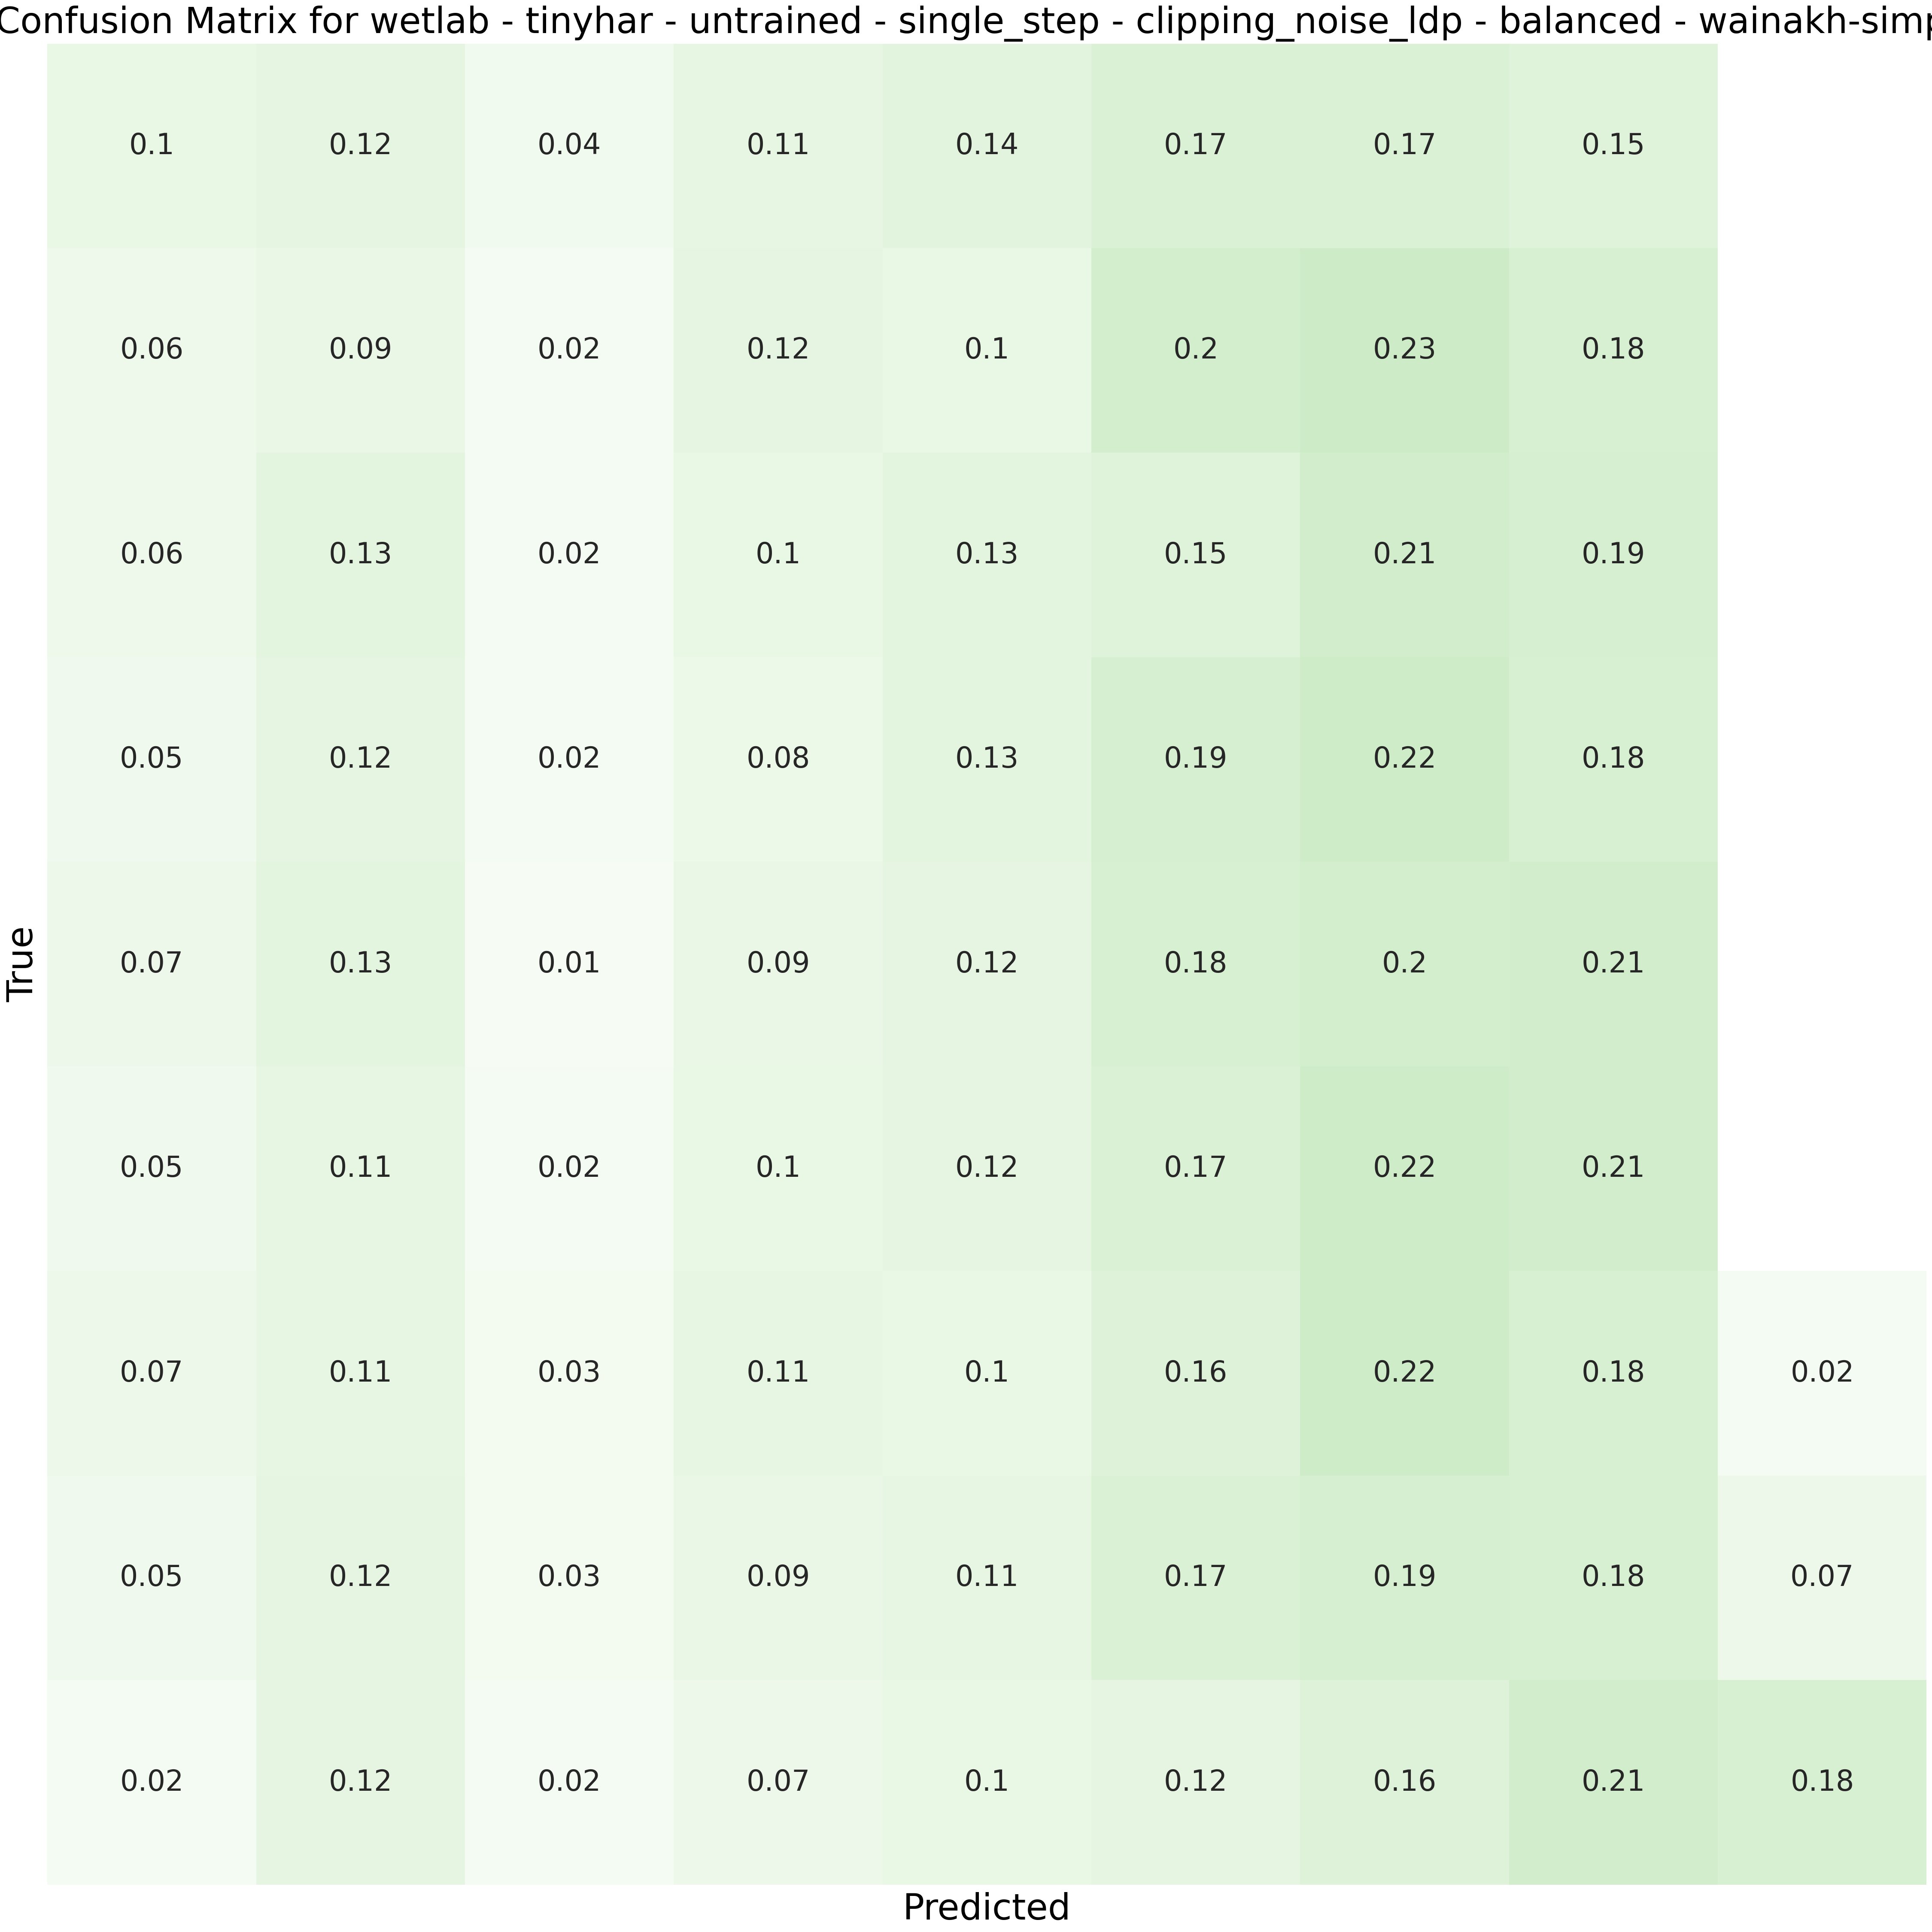 Confusion Matrix for wetlab - tinyhar - untrained - single_step - clipping_noise_ldp - balanced - wainakh-simp
0.1 0.12 0.04 0.11 0.14 0.17 0.17 0.15
0.06 0.09 0.02 0.12 0.1 0.2 0.23 0.18
0.06 0.13 0.02 0.1 0.13 0.15 0.21 0.19
0.05 0.12 0.02 0.08 0.13 0.19 0.22 0.18
0.07 0.13 0.01 0.09 0.12 0.18 0.2 0.21
0.05 0.11 0.02 0.1 0.12 0.17 0.22 0.21
0.07 0.11 0.03 0.11 0.1 0.16 0.22 0.18 0.02
0.05 0.12 0.03 0.09 0.11 0.17 0.19 0.18 0.07
0.02 0.12 0.02 0.07 0.1 0.12 0.16 0.21 0.18
True
Predicted